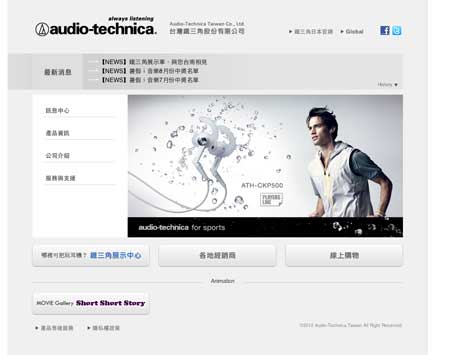 always listening
audio-technica.
Audio-Technica Taiwan Co., Ltd.
台灣鐵三角股份有限公司
鐵三角日本官網
Global
最新消息
【NEWS】鐵三角展示車，與您台南相見
【NEWS】暑假 i 音樂8月份中獎名單
【NEWS】暑假 i 音樂7月份中獎名單
History
訊息中心
產品資訊
公司介紹
服務與支援
ATH-CKP500
audio-technica for sports
哪裡可把玩耳機？ 鐵三角展示中心
各地經銷商
線上購物
Animation
MOVIE Gallery Short Short Story
產品售後服務
隱私權政策
©2012 Audio-Technica Taiwan All Right Reserved.